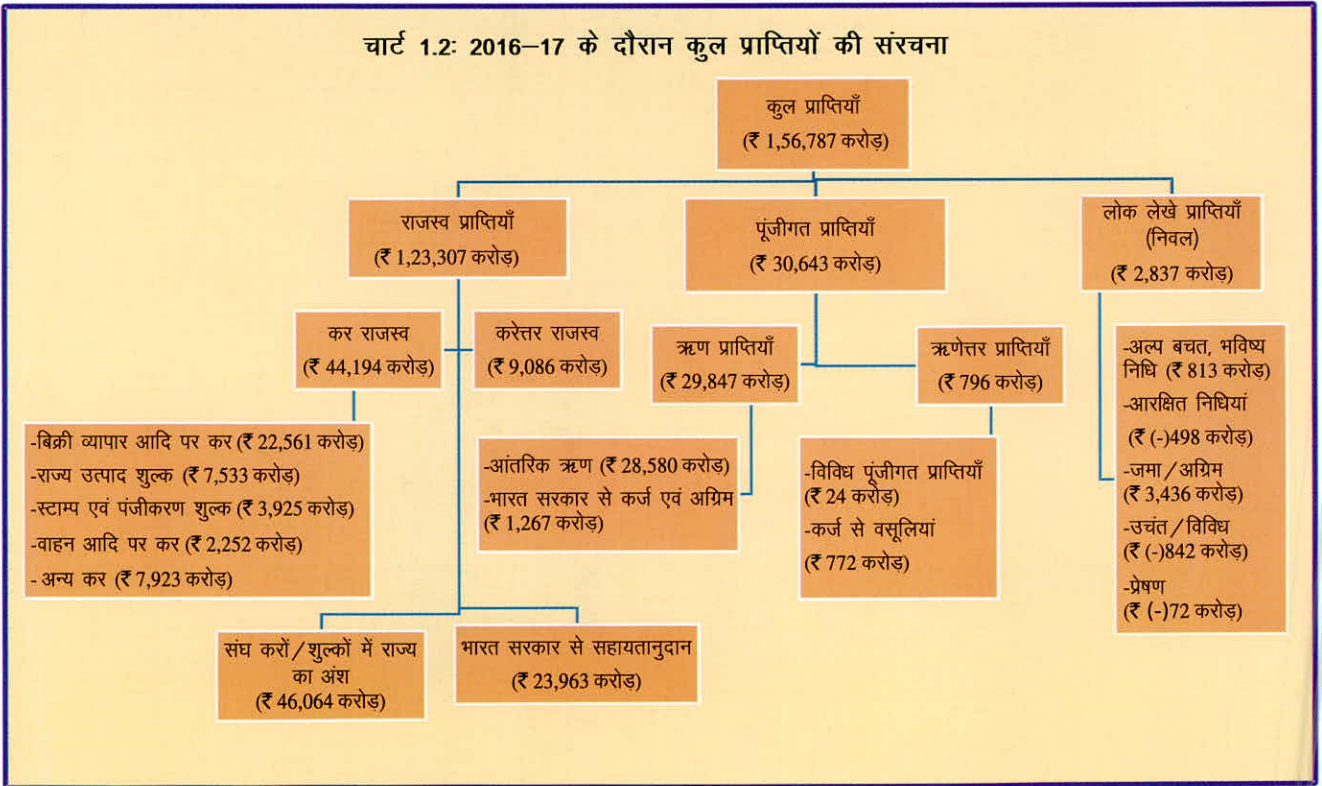 चार्ट 1.2: 2016–17 के दौरान कुल प्राप्तियों की संरचना
कुल प्राप्तियाँ
(₹ 1,56,787 करोड़)
राजस्व प्राप्तियाँ
(₹ 1,23,307 करोड़)
पूंजीगत प्राप्तियाँ
(₹ 30,643 करोड़)
लोक लेखे प्राप्तियाँ
(निवल)
(₹ 2,837 करोड़)
कर राजस्व
(₹ 44,194 करोड़)
करेत्तर राजस्व
(₹ 9,086 करोड़)
ऋण प्राप्तियाँ
(₹ 29,847 करोड़)
ऋणेत्तर प्राप्तियाँ
(₹ 796 करोड़)
-बिक्री व्यापार आदि पर कर (₹ 22,561 करोड़)
-राज्य उत्पाद शुल्क (₹ 7,533 करोड़)
-स्टाम्प एवं पंजीकरण शुल्क (₹ 3,925 करोड़)
-वाहन आदि पर कर (₹ 2,252 करोड़)
- अन्य कर (₹ 7,923 करोड़)
-आंतरिक ऋण (₹ 28,580 करोड़)
-भारत सरकार से कर्ज एवं अग्रिम
(₹ 1,267 करोड़)
-विविध पूंजीगत प्राप्तियाँ
(₹ 24 करोड़)
-कर्ज से वसूलियां
(₹ 772 करोड़)
-अल्प बचत, भविष्य
निधि (₹ 813 करोड़)
-आरक्षित निधियां
(₹ (-)498 करोड़)
-जमा/अग्रिम
(₹ 3,436 करोड़)
-उचंत/विविध
(₹ (-)842 करोड़)
-प्रेषण
(₹ (-)72 करोड़)
संघ करों/शुल्कों में राज्य
का अंश
(₹ 46,064 करोड़)
भारत सरकार से सहायतानुदान
(₹ 23,963 करोड़)